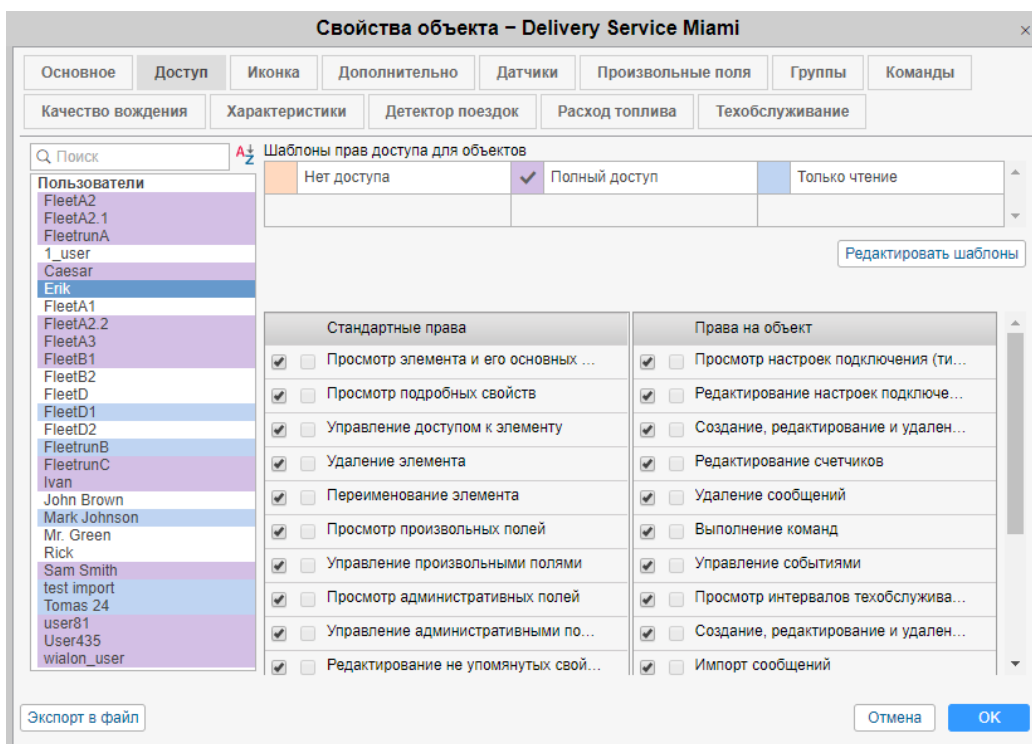 Свойства объекта – Delivery Service Miami
Основное Доступ Иконка Дополнительно Датчики Произвольные поля Группы Команды
Качество вождения Характеристики Детектор поездок Расход топлива Техобслуживание
Поиск
Пользователи
FleetA2
FleetA2.1
FleetrunA
1_user
Caesar
Erik
FleetA1
FleetA2.2
FleetA3
FleetB1
FleetB2
FleetD
FleetD1
FleetD2
FleetrunB
FleetrunC
Ivan
John Brown
Mark Johnson
Mr. Green
Rick
Sam Smith
test import
Tomas 24
user81
User435
wialon_user
Шаблоны прав доступа для объектов
Нет доступа Полный доступ Только чтение
Редактировать шаблоны
Стандартные права
Просмотр элемента и его основных ...
Просмотр подробных свойств
Управление доступом к элементу
Удаление элемента
Переименование элемента
Просмотр произвольных полей
Управление произвольными полями
Просмотр административных полей
Управление административными по...
Редактирование не упомянутых свой...
Права на объект
Просмотр настроек подключения (ти...
Редактирование настроек подключе...
Создание, редактирование и удален...
Редактирование счетчиков
Удаление сообщений
Выполнение команд
Управление событиями
Просмотр интервалов техобслужива...
Создание, редактирование и удален...
Импорт сообщений
Экспорт в файл Отмена OK